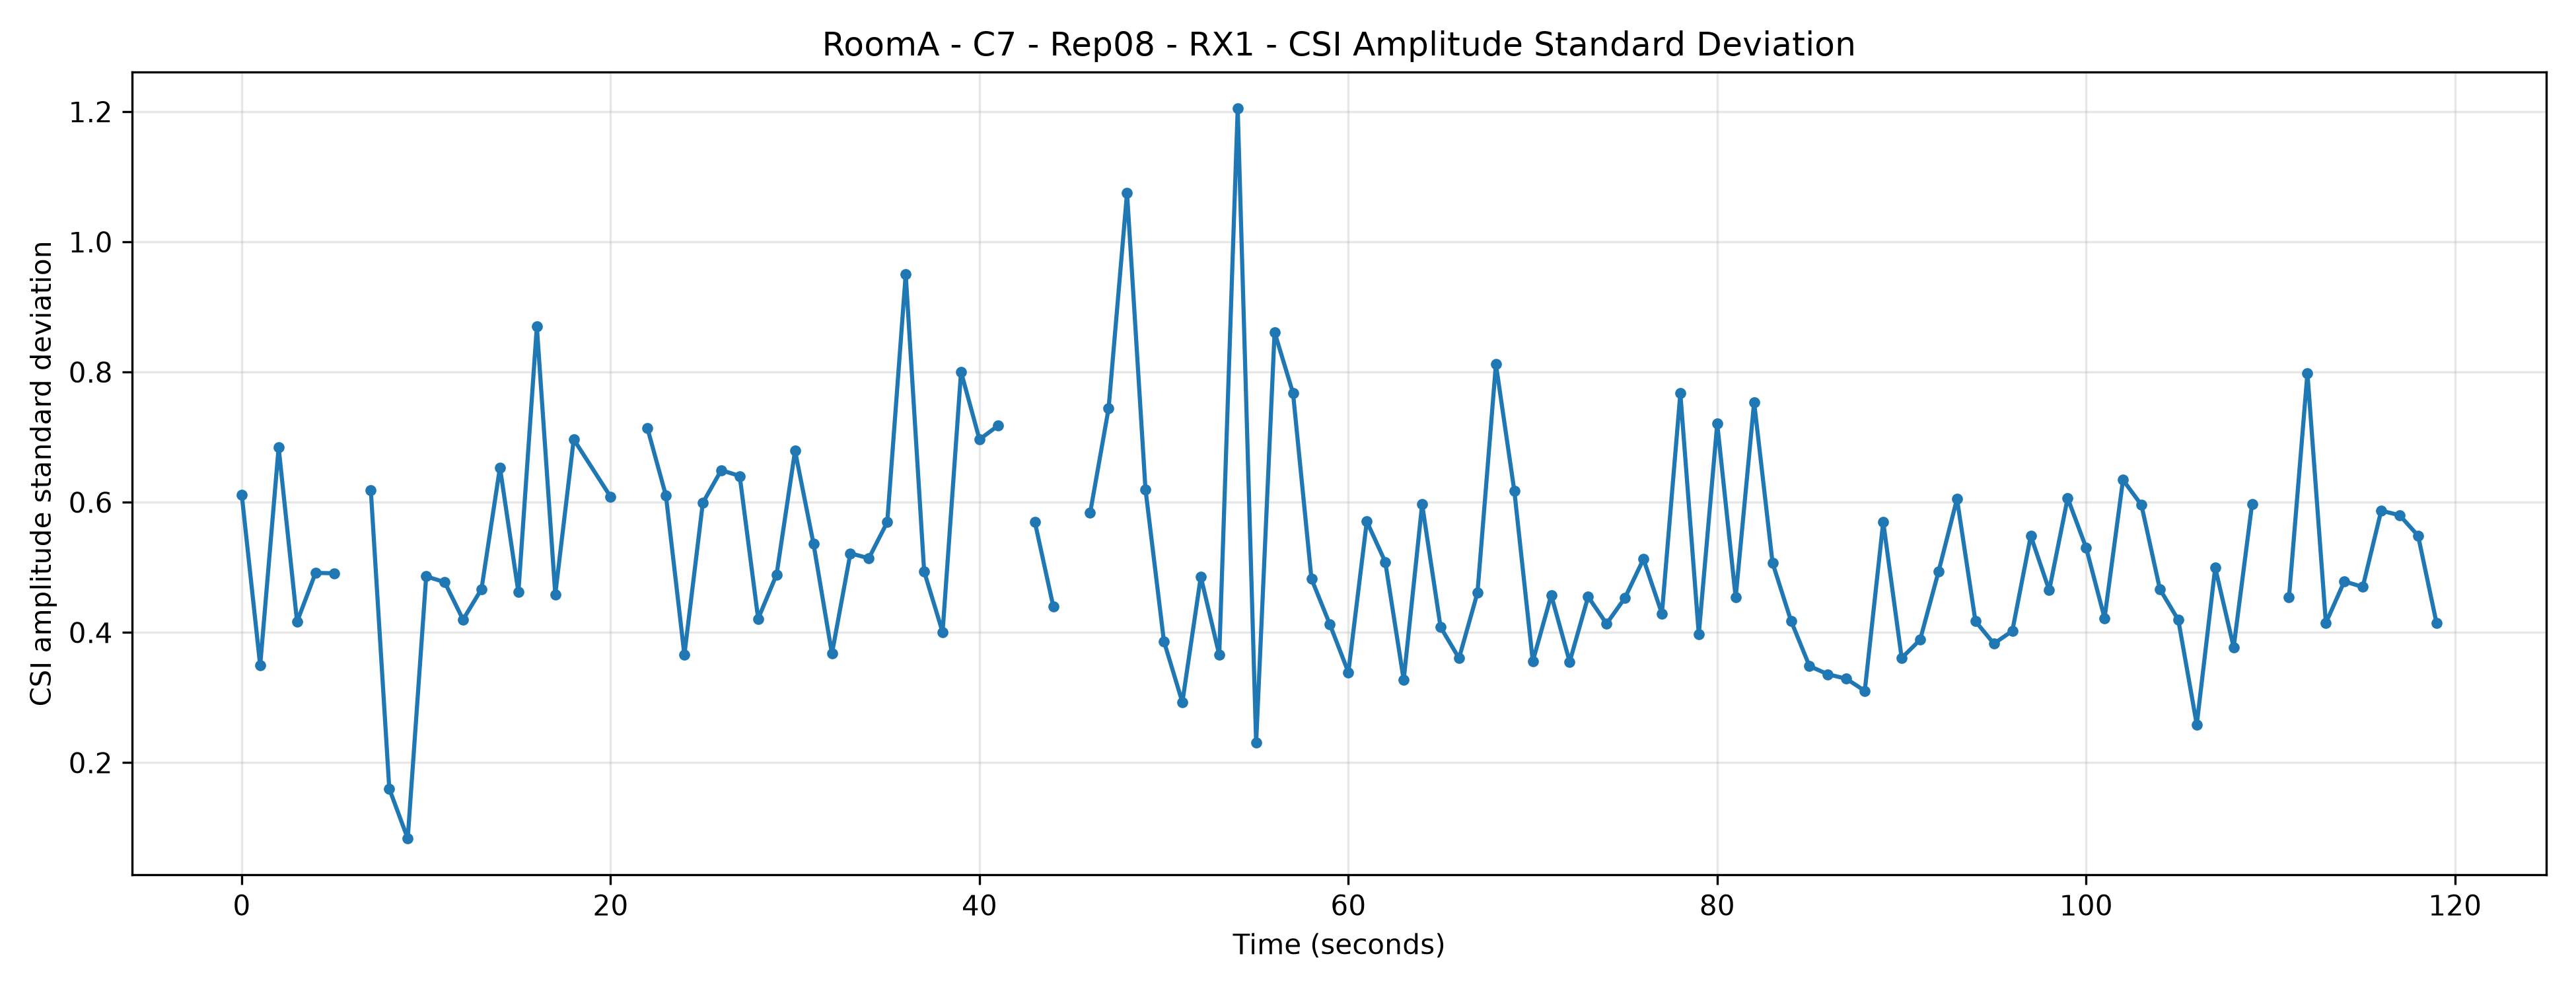 RoomA - C7 - Rep08 - RX1 - CSI Amplitude Standard Deviation
CSI amplitude standard deviation
1.2
1.0
0.8
0.6
0.4
0.2
0 20 40 60 80 100 120
Time (seconds)